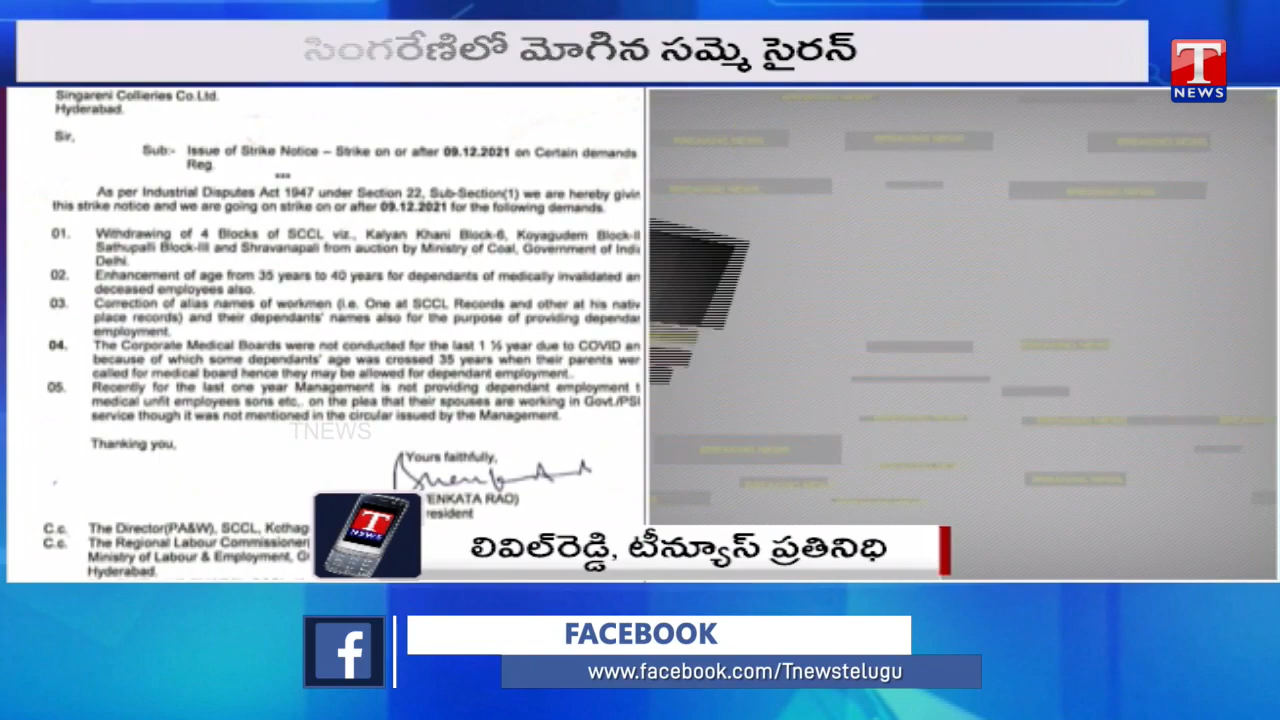 సింగరేణిలో మోగిన సమ్మె సైరన్
T
NEWS
Singareni Collieries Co.Ltd.
Hyderabad.
Sir,
Sub:- Issue of Strike Notice – Strike on or after 09.12.2021 on Certain demands
Reg.
***
As per Industrial Disputes Act 1947 under Section 22, Sub-Section(1) we are hereby givin
this strike notice and we are going on strike on or after 09.12.2021 for the following demands.
01. Withdrawing of 4 Blocks of SCCL viz., Kalyan Khani Block-6, Koyagudem Block-II
Sathupalli Block-III and Shravanapali from auction by Ministry of Coal, Government of Indi
Delhi.
02. Enhancement of age from 35 years to 40 years for dependants of medically invalidated an
deceased employees also.
03. Correction of alias names of workmen (i.e. One at SCCL Records and other at his nativ
place records) and their dependants' names also for the purpose of providing dependan
employment.
04. The Corporate Medical Boards were not conducted for the last 1 ½ year due to COVID an
because of which some dependants' age was crossed 35 years when their parents wer
called for medical board hence they may be allowed for dependant employment.
05. Recently for the last one year Management is not providing dependant employment t
medical unfit employees sons etc,. on the plea that their spouses are working in Govt./PSU
service though it was not mentioned in the circular issued by the Management.
TNEWS
Thanking you,
Yours faithfully,
ENKATA RAO)
resident
C.c. The Director(PA&W), SCCL, Kothag
C.c. The Regional Labour Commissioner
Ministry of Labour & Employment, G
Hyderabad.
BREAKING NEWS
T
NEWS
లివిల్‌రెడ్డి, టీన్యూస్ ప్రతినిధి
FACEBOOK
www.facebook.com/Tnewstelugu